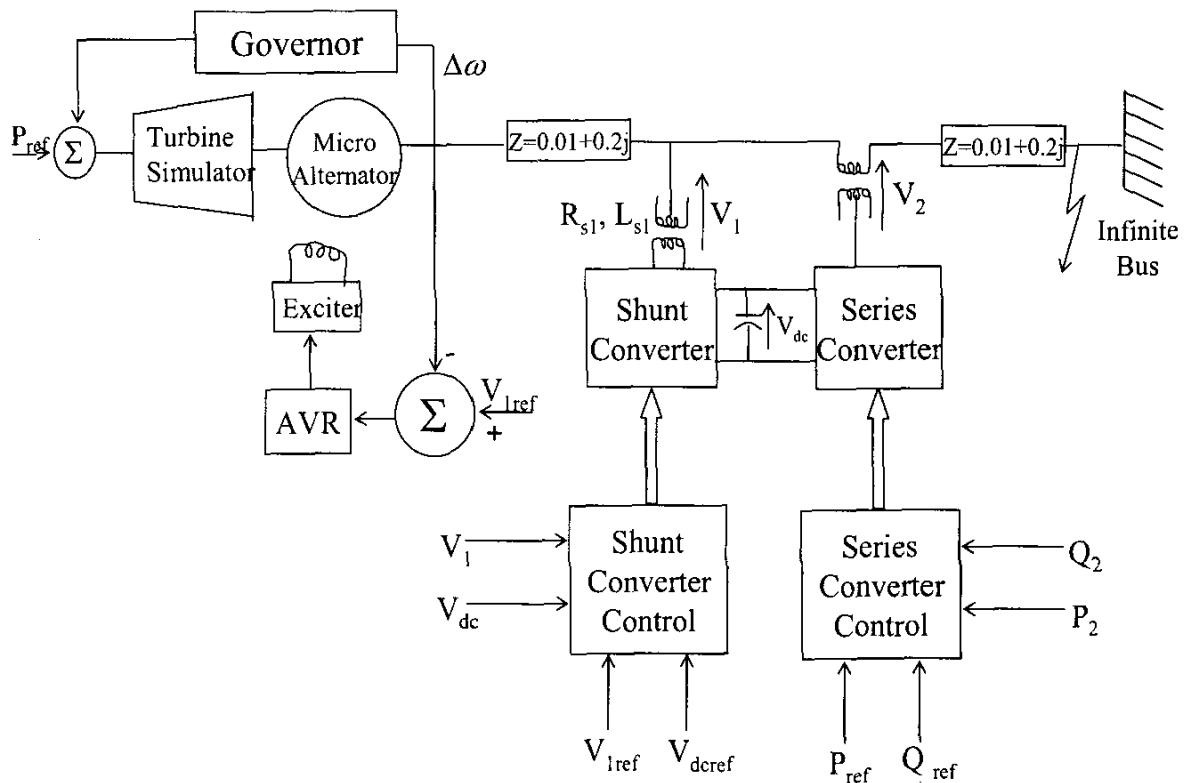 Governor
Δω
P_ref
Σ
Turbine
Simulator
Micro
Alternator
Z=0.01+0.2j
Z=0.01+0.2j
R_s1, L_s1
V_1
V_2
Infinite
Bus
Exciter
Shunt
Converter
V_dc
Series
Converter
-
V_1ref
+
Σ
AVR
V_1
V_dc
Shunt
Converter
Control
Series
Converter
Control
Q_2
P_2
V_1ref
V_dcref
P_ref
Q_ref